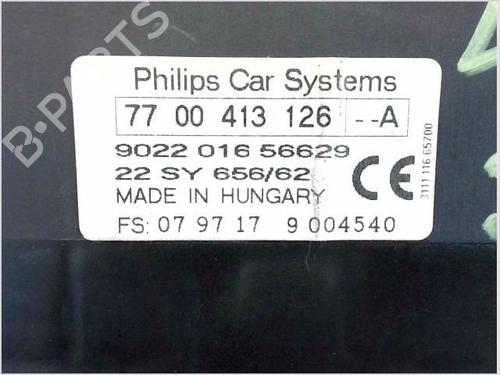 Philips Car Systems
77 00 413 126 --A
9022 016 56629
22 SY 656/62
MADE IN HUNGARY
FS: 07 97 17 9 004540
CE
3111 116 65700
B-PARTS